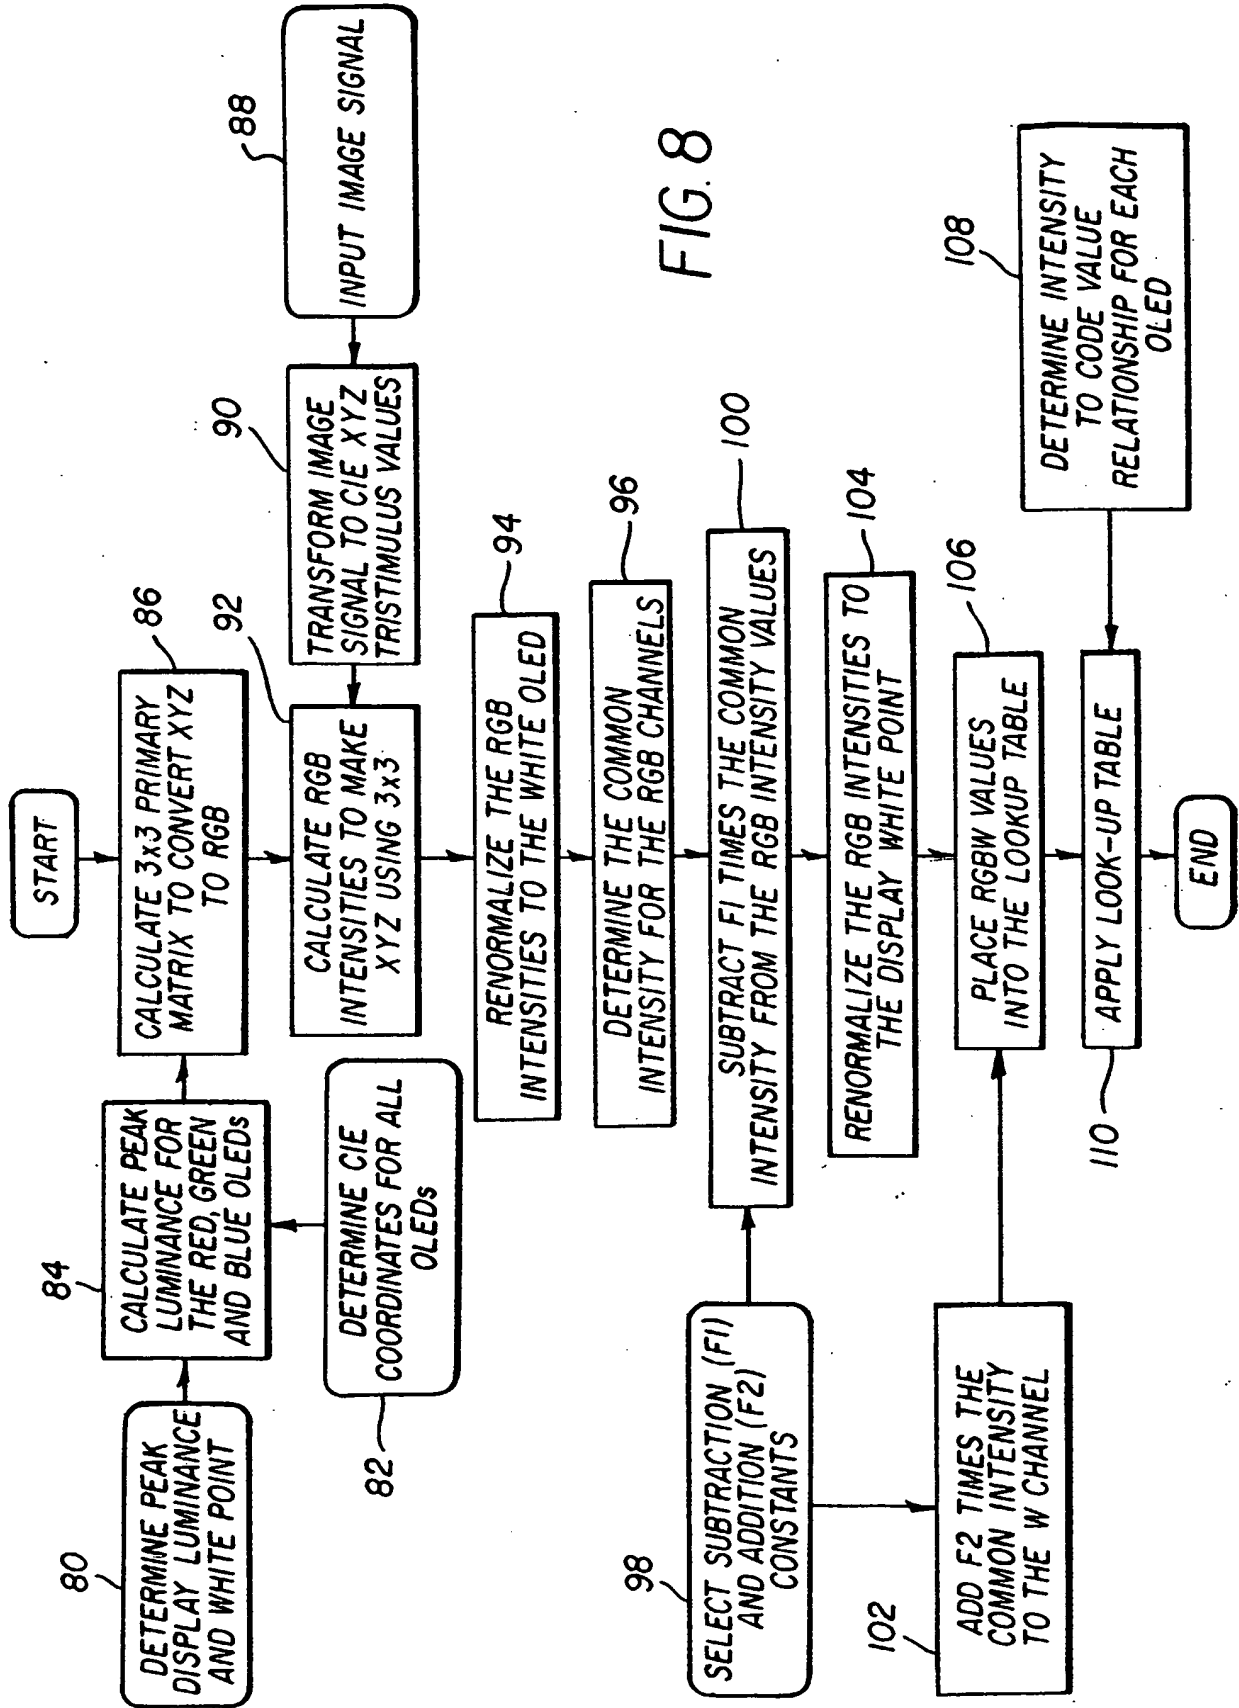 START
80
DETERMINE PEAK
DISPLAY LUMINANCE
AND WHITE POINT
84
CALCULATE PEAK
LUMINANCE FOR
THE RED, GREEN
AND BLUE OLEDs
86
CALCULATE 3x3 PRIMARY
MATRIX TO CONVERT XYZ
TO RGB
82
DETERMINE CIE
COORDINATES FOR ALL
OLEDs
92
CALCULATE RGB
INTENSITIES TO MAKE
XYZ USING 3x3
90
TRANSFORM IMAGE
SIGNAL TO CIE XYZ
TRISTIMULUS VALUES
88
INPUT IMAGE SIGNAL
94
RENORMALIZE THE RGB
INTENSITIES TO THE WHITE OLED
96
DETERMINE THE COMMON
INTENSITY FOR THE RGB CHANNELS
98
SELECT SUBTRACTION (F1)
AND ADDITION (F2)
CONSTANTS
100
SUBTRACT F1 TIMES THE COMMON
INTENSITY FROM THE RGB INTENSITY VALUES
FIG. 8
104
RENORMALIZE THE RGB INTENSITIES TO
THE DISPLAY WHITE POINT
102
ADD F2 TIMES THE
COMMON INTENSITY
TO THE W CHANNEL
106
PLACE RGBW VALUES
INTO THE LOOKUP TABLE
108
DETERMINE INTENSITY
TO CODE VALUE
RELATIONSHIP FOR EACH
OLED
110
APPLY LOOK-UP TABLE
END